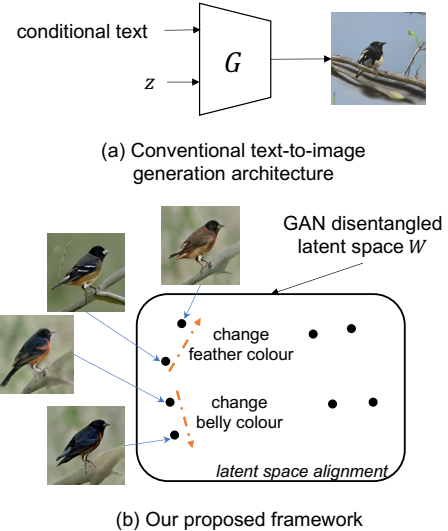 conditional text
z
G
(a) Conventional text-to-image
generation architecture
GAN disentangled
latent space W
change
feather colour
change
belly colour
latent space alignment
(b) Our proposed framework